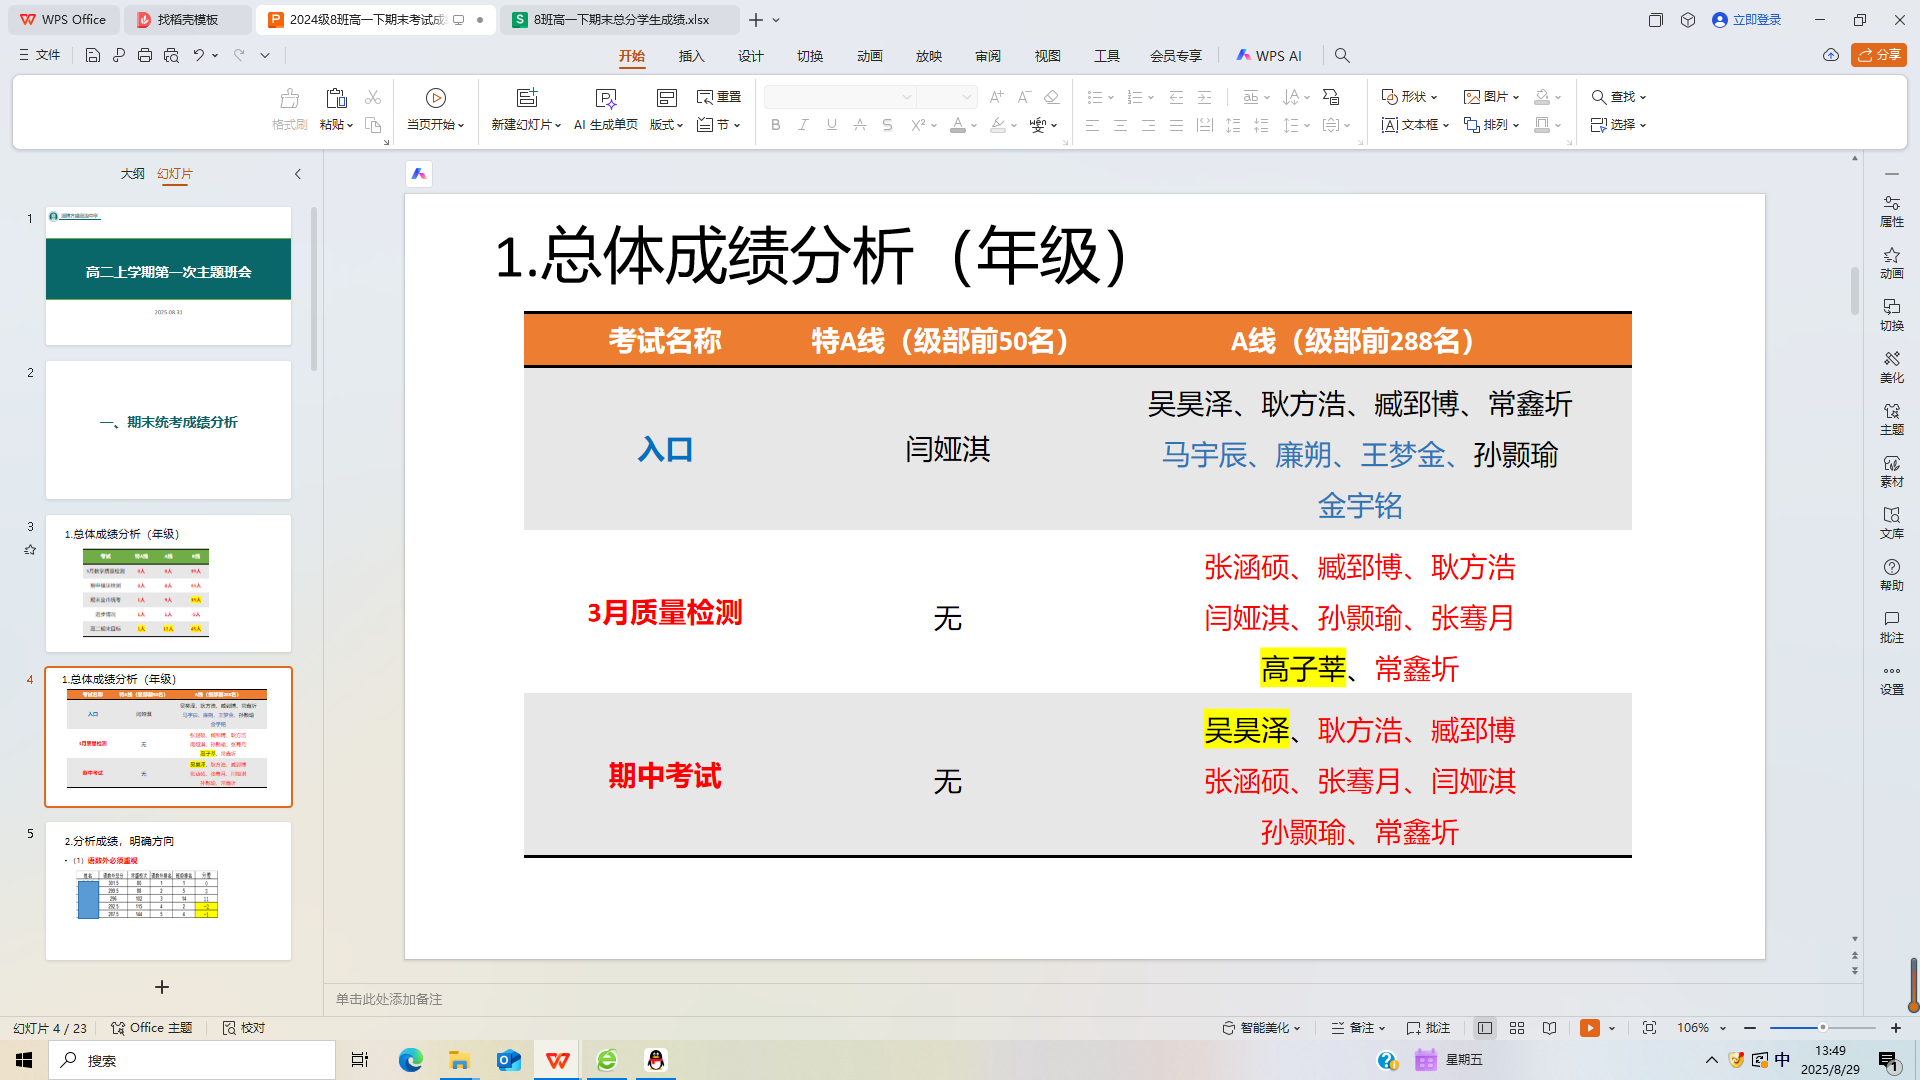 WPS Office
找稻壳模板
2024级8班高一下期末考试成
8班高一下期末总分学生成绩.xlsx
立即登录
文件
开始
插入
设计
切换
动画
放映
审阅
视图
工具
会员专享
WPS AI
分享
格式刷
粘贴
当页开始
新建幻灯片
AI 生成单页
版式
重置
节
形状
图片
查找
文本框
排列
选择
大纲
幻灯片
1
高二上学期第一次主题班会
2025.08.31
2
一、期末统考成绩分析
3
1.总体成绩分析（年级）
4
1.总体成绩分析（年级）
5
2.分析成绩，明确方向
（1）语数外必须重视
1.总体成绩分析（年级）
考试名称 特A线（级部前50名） A线（级部前288名）
吴昊泽、耿方浩、臧郅博、常鑫圻
入口 闫娅淇 马宇辰、廉朔、王梦金、孙颢瑜
金宇铭
张涵硕、臧郅博、耿方浩
3月质量检测 无 闫娅淇、孙颢瑜、张骞月
高子莘、常鑫圻
吴昊泽、耿方浩、臧郅博
期中考试 无 张涵硕、张骞月、闫娅淇
孙颢瑜、常鑫圻
属性
动画
切换
美化
主题
素材
文库
帮助
批注
设置
单击此处添加备注
幻灯片 4 / 23
Office 主题
校对
智能美化
备注
批注
106%
搜索
星期五
中
13:49
2025/8/29
1